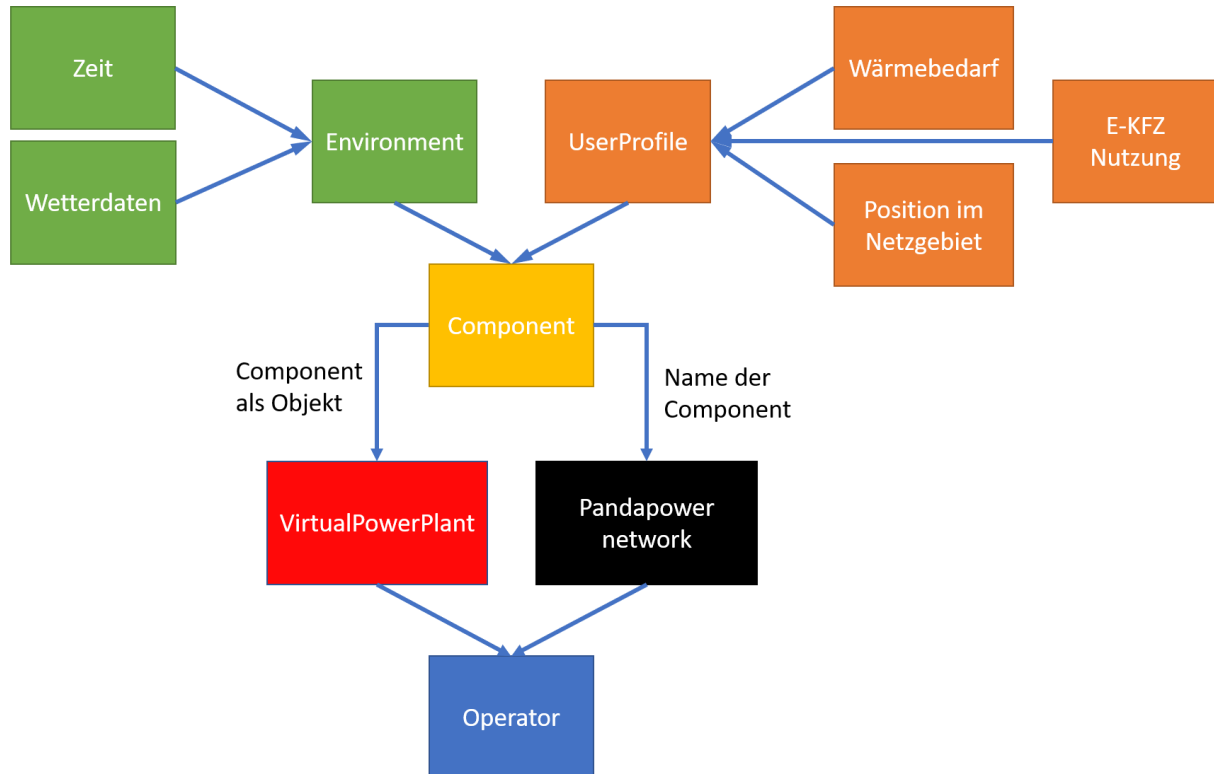 Zeit
Wetterdaten
Environment
UserProfile
Wärmebedarf
E-KFZ
Nutzung
Position im
Netzgebiet
Component
Component
als Objekt
Name der
Component
VirtualPowerPlant
Pandapower
network
Operator